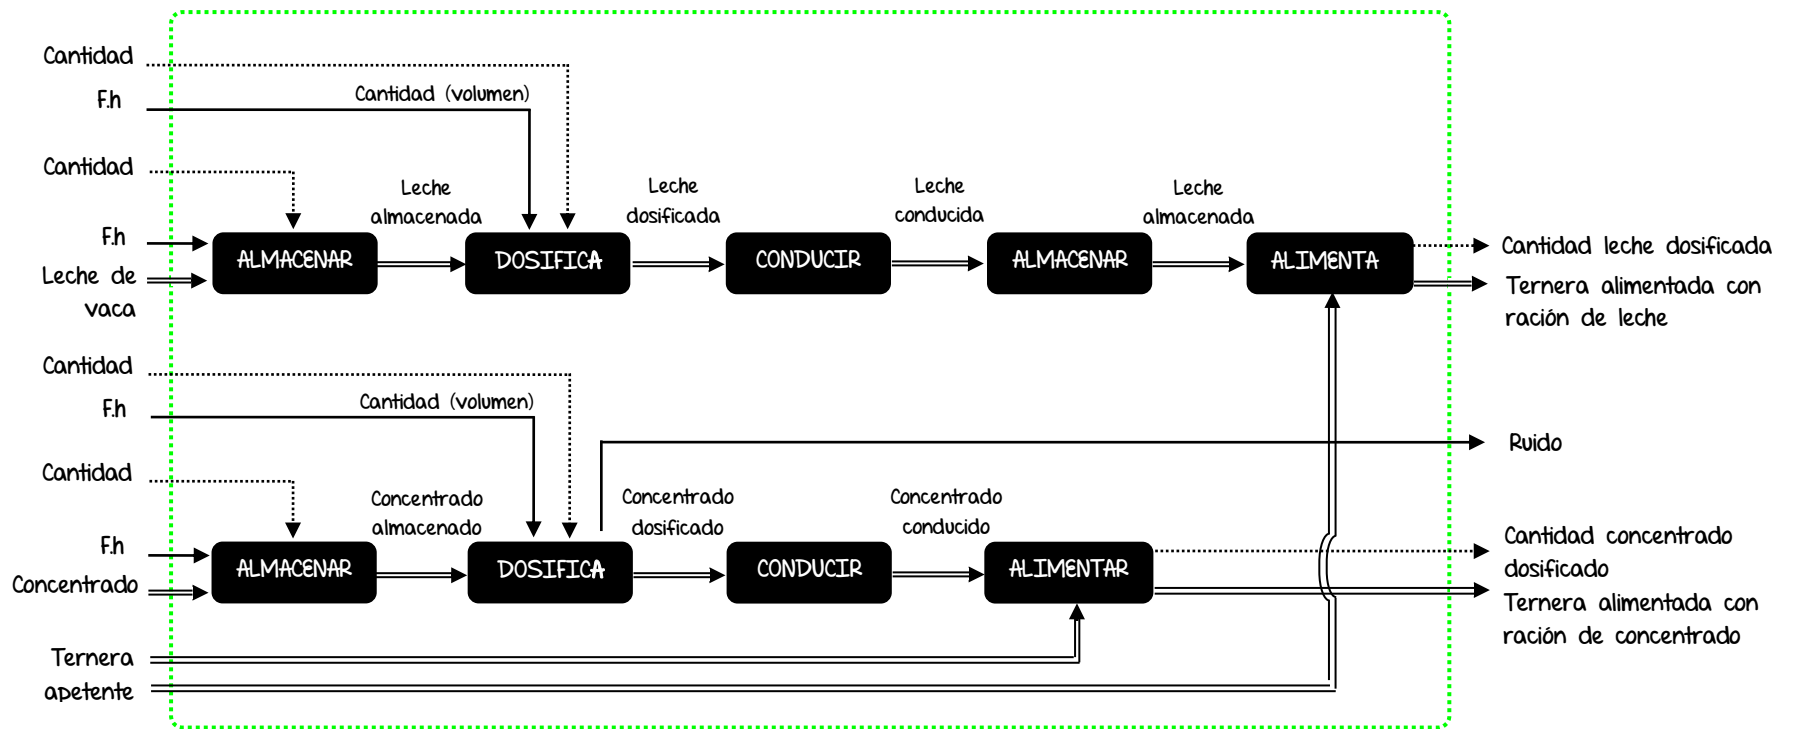 Cantidad
F.h
Cantidad (volumen)
Cantidad
Leche
almacenada
Leche
dosificada
Leche
conducida
Leche
almacenada
F.h
Leche de
vaca
ALMACENAR
DOSIFICA
CONDUCIR
ALMACENAR
ALIMENTA
Cantidad leche dosificada
Ternera alimentada con
ración de leche
Cantidad
F.h
Cantidad (volumen)
Ruido
Cantidad
Concentrado
almacenado
Concentrado
dosificado
Concentrado
conducido
F.h
Concentrado
ALMACENAR
DOSIFICA
CONDUCIR
ALIMENTAR
Cantidad concentrado
dosificado
Ternera alimentada con
ración de concentrado
Ternera
apetente